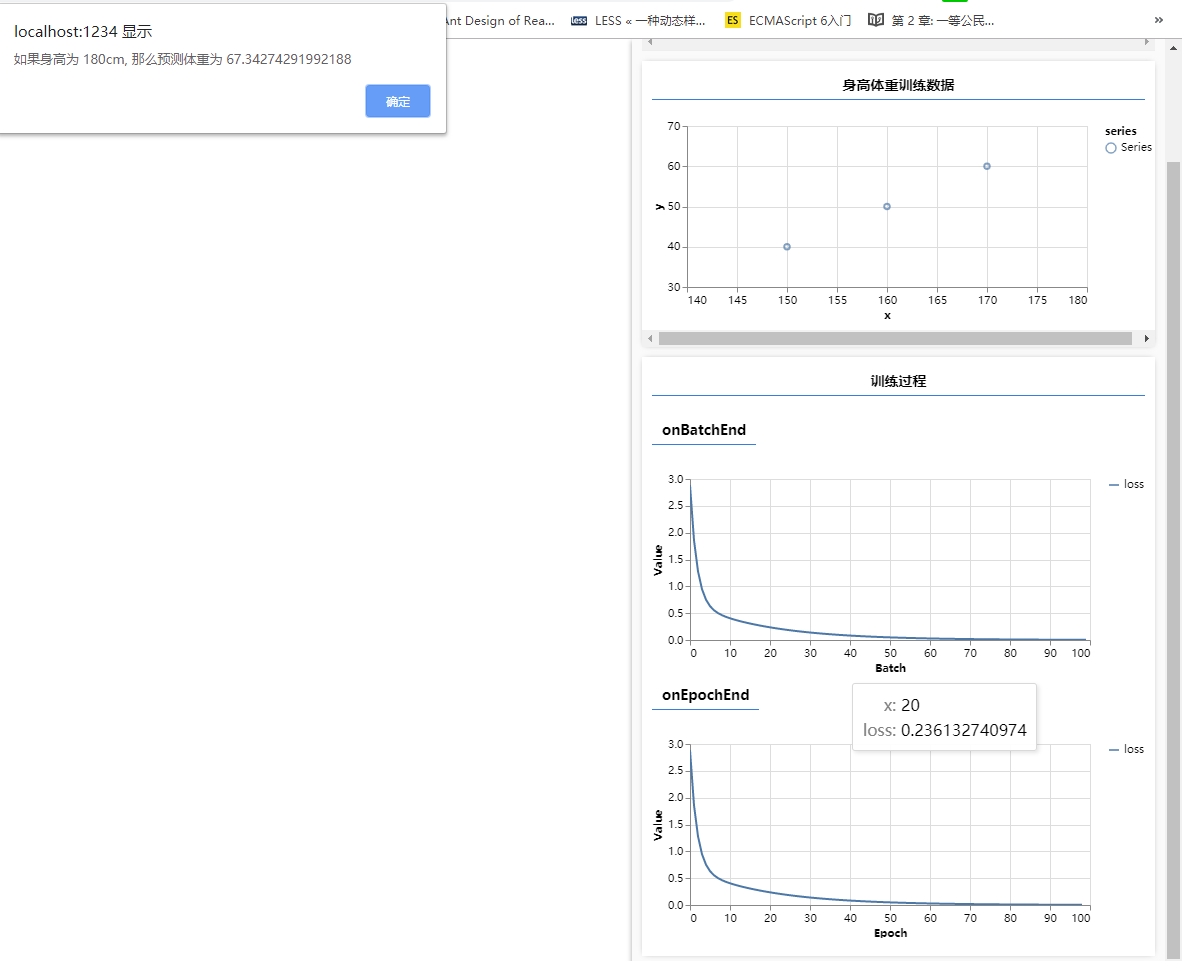 localhost:1234 显示
如果身高为 180cm, 那么预测体重为 67.34274291992188
确定
Ant Design of Rea...
LESS « 一种动态样...
ES ECMAScript 6入门
第 2 章: 一等公民...
»
身高体重训练数据
70
60
50
40
30
y
140 145 150 155 160 165 170 175 180
x
series
Series
训练过程
onBatchEnd
3.0
2.5
2.0
1.5
1.0
0.5
0.0
Value
0 10 20 30 40 50 60 70 80 90 100
Batch
loss
onEpochEnd
x: 20
loss: 0.236132740974
3.0
2.5
2.0
1.5
1.0
0.5
0.0
Value
0 10 20 30 40 50 60 70 80 90 100
Epoch
loss